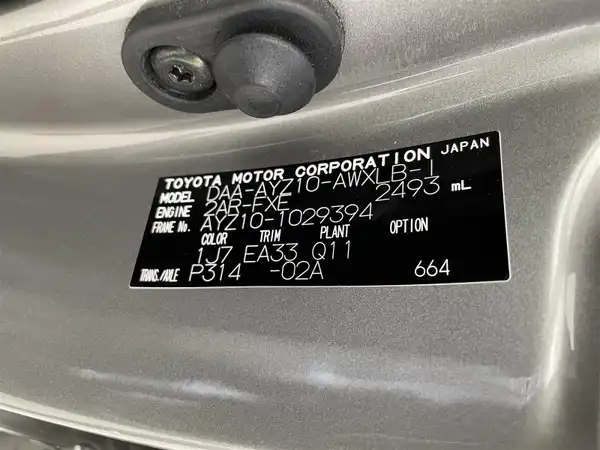 TOYOTA MOTOR CORPORATION JAPAN
MODEL DAA-AYZ10-AWXLB-1
ENGINE 2AR-FXE 2493 mL
FRAME No. AYZ10-1029394
COLOR TRIM PLANT OPTION
1J7 EA33 Q11
TRANS./AXLE P314 -02A 664